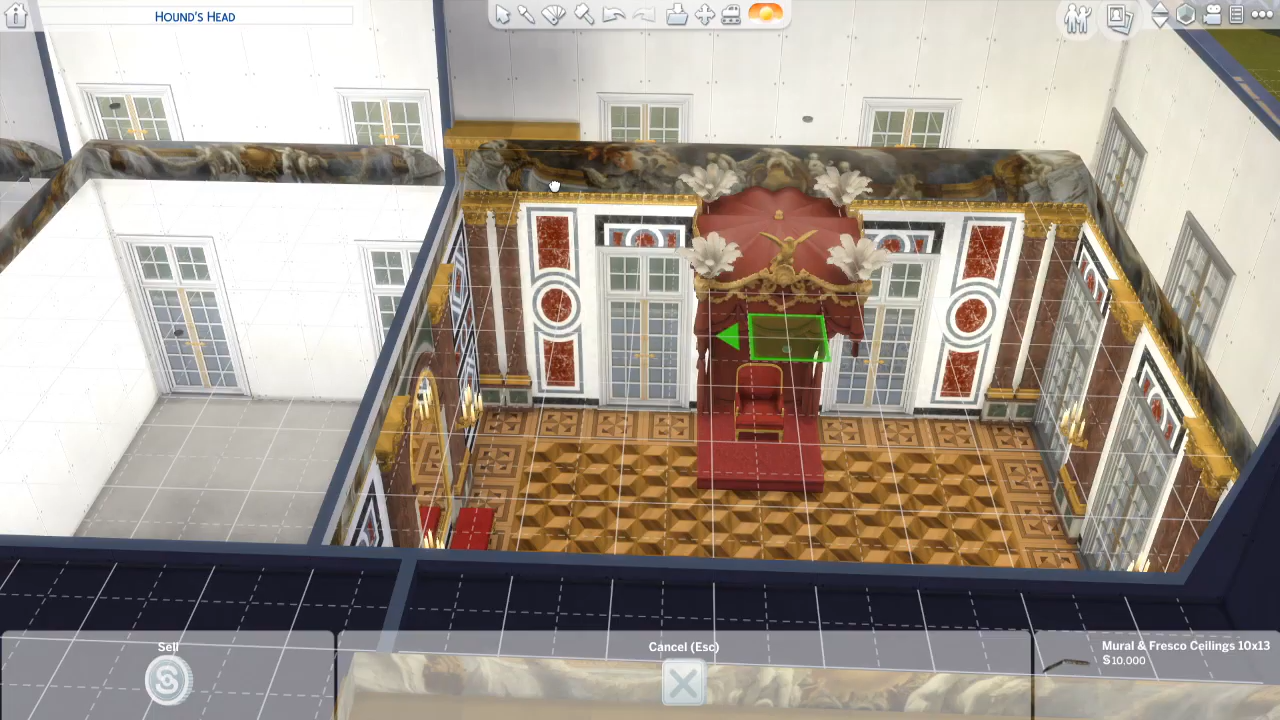 HOUND'S HEAD
Sell
Cancel (Esc)
Mural & Fresco Ceilings 10x13
§10,000